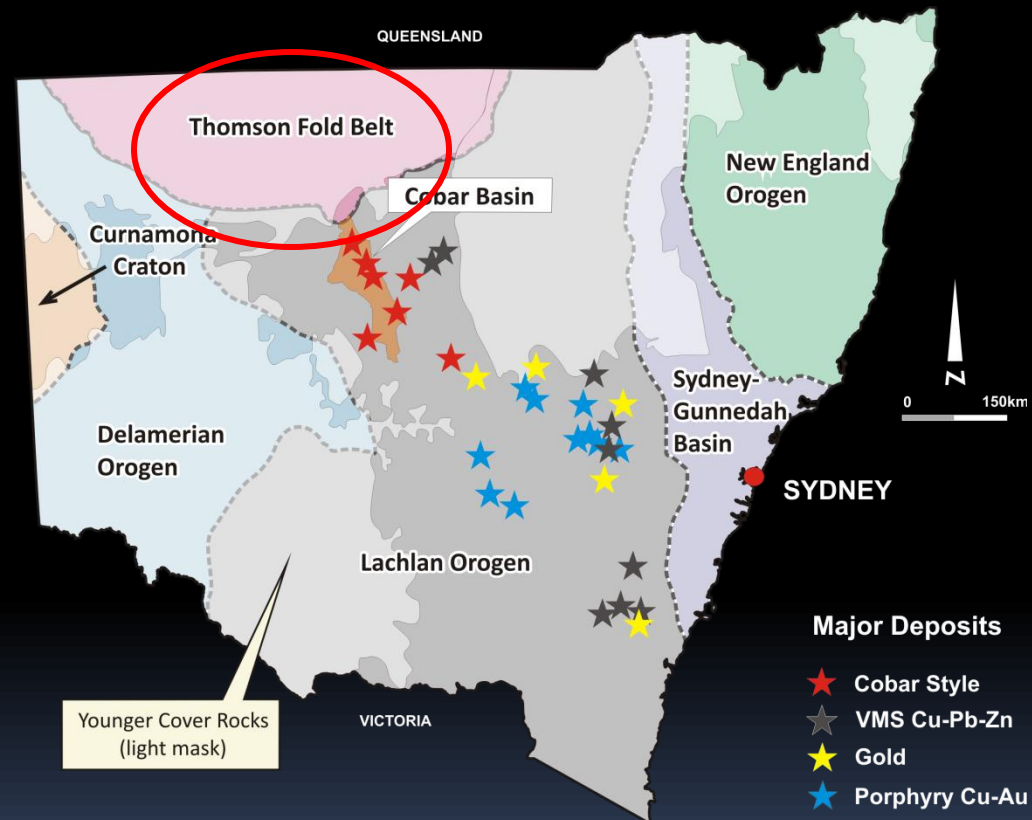 QUEENSLAND
Thomson Fold Belt
New England
Orogen
Cobar Basin
Curnamona
Craton
N
0 150km
Sydney-
Gunnedah
Basin
Delamerian
Orogen
SYDNEY
Lachlan Orogen
Major Deposits
Cobar Style
VMS Cu-Pb-Zn
Gold
Porphyry Cu-Au
Younger Cover Rocks
(light mask)
VICTORIA